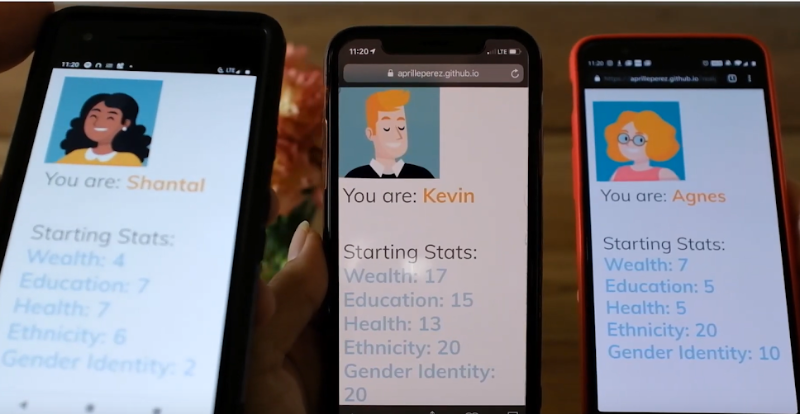 11:20
LTE
You are: Shantal
Starting Stats:
Wealth: 4
Education: 7
Health: 7
Ethnicity: 6
Gender Identity: 2
11:20
LTE
aprilleperez.github.io
You are: Kevin
Starting Stats:
Wealth: 17
Education: 15
Health: 13
Ethnicity: 20
Gender Identity:
20
11:20
https://aprilleperez.github.io
You are: Agnes
Starting Stats:
Wealth: 7
Education: 5
Health: 5
Ethnicity: 20
Gender Identity: 10